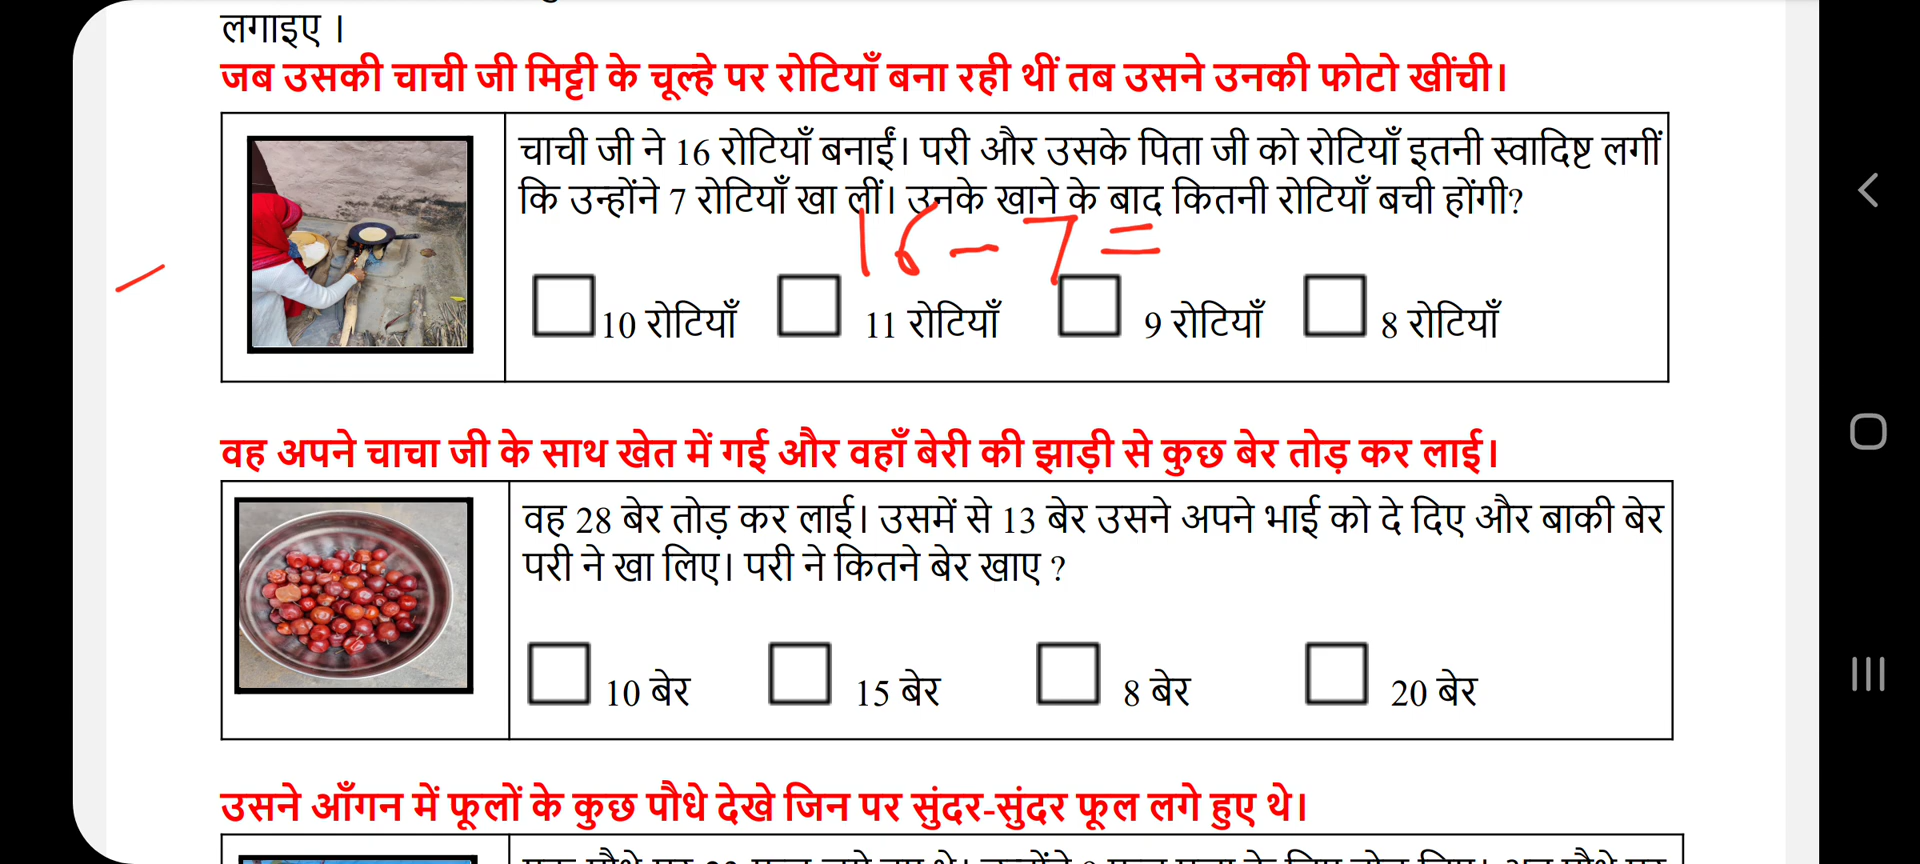 लगाइए ।
जब उसकी चाची जी मिट्टी के चूल्हे पर रोटियाँ बना रही थीं तब उसने उनकी फोटो खींची।
चाची जी ने 16 रोटियाँ बनाईं। परी और उसके पिता जी को रोटियाँ इतनी स्वादिष्ट लगीं
कि उन्होंने 7 रोटियाँ खा लीं। उनके खाने के बाद कितनी रोटियाँ बची होंगी?
16 - 7 =
10 रोटियाँ 11 रोटियाँ 9 रोटियाँ 8 रोटियाँ
वह अपने चाचा जी के साथ खेत में गई और वहाँ बेरी की झाड़ी से कुछ बेर तोड़ कर लाई।
वह 28 बेर तोड़ कर लाई। उसमें से 13 बेर उसने अपने भाई को दे दिए और बाकी बेर
परी ने खा लिए। परी ने कितने बेर खाए ?
10 बेर 15 बेर 8 बेर 20 बेर
उसने आँगन में फूलों के कुछ पौधे देखे जिन पर सुंदर-सुंदर फूल लगे हुए थे।